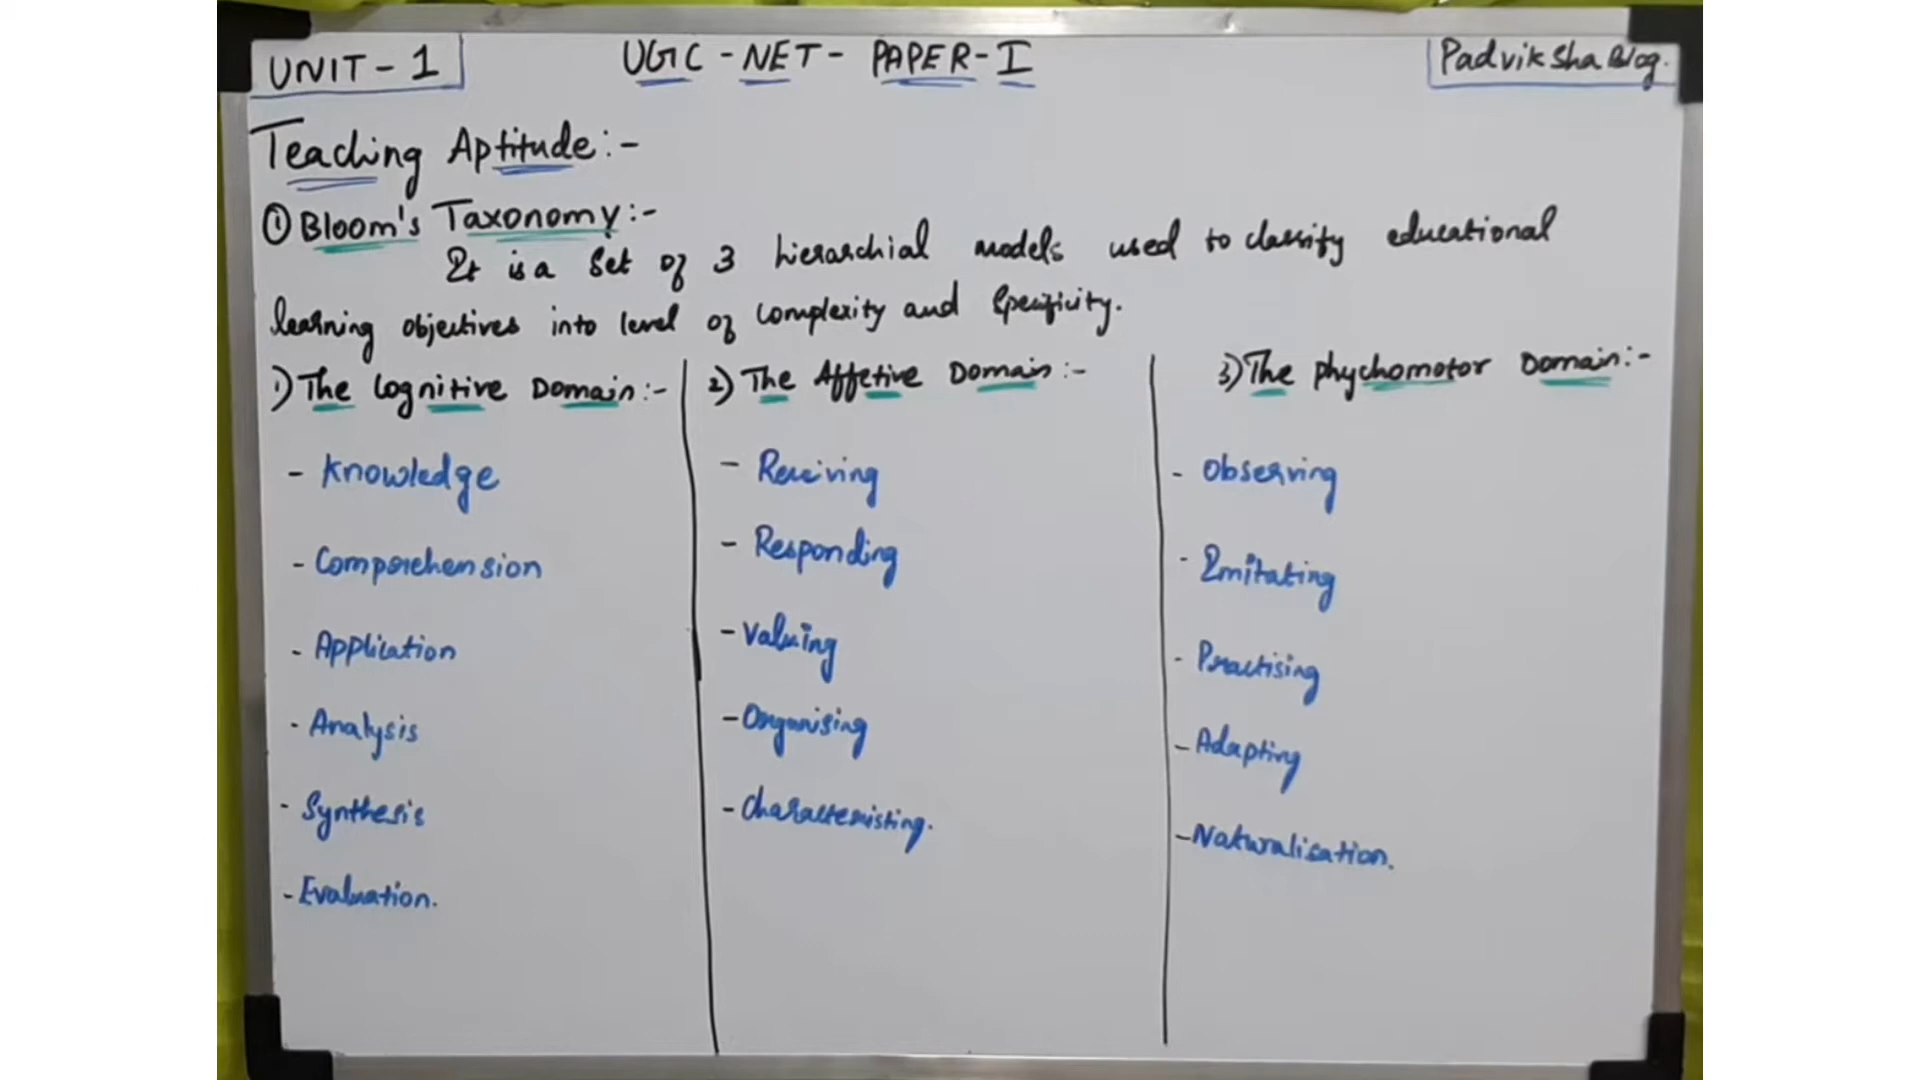 UNIT - 1
UGC - NET - PAPER - I
Padviksha Blog.
Teaching Aptitude:-
① Bloom's Taxonomy:-
It is a Set of 3 hierarchial models used to classify educational
learning objectives into level of complexity and Specificity.
1) The Cognitive Domain:-
- Knowledge
- Comprehension
- Application
- Analysis
- Synthesis
- Evaluation.
2) The Affetive Domain:-
- Receiving
- Responding
- Valuing
- Organising
- Characteristing.
3) The phychomotor Domain:-
- Observing
- Imitating
- Practising
- Adapting
- Naturalisation.